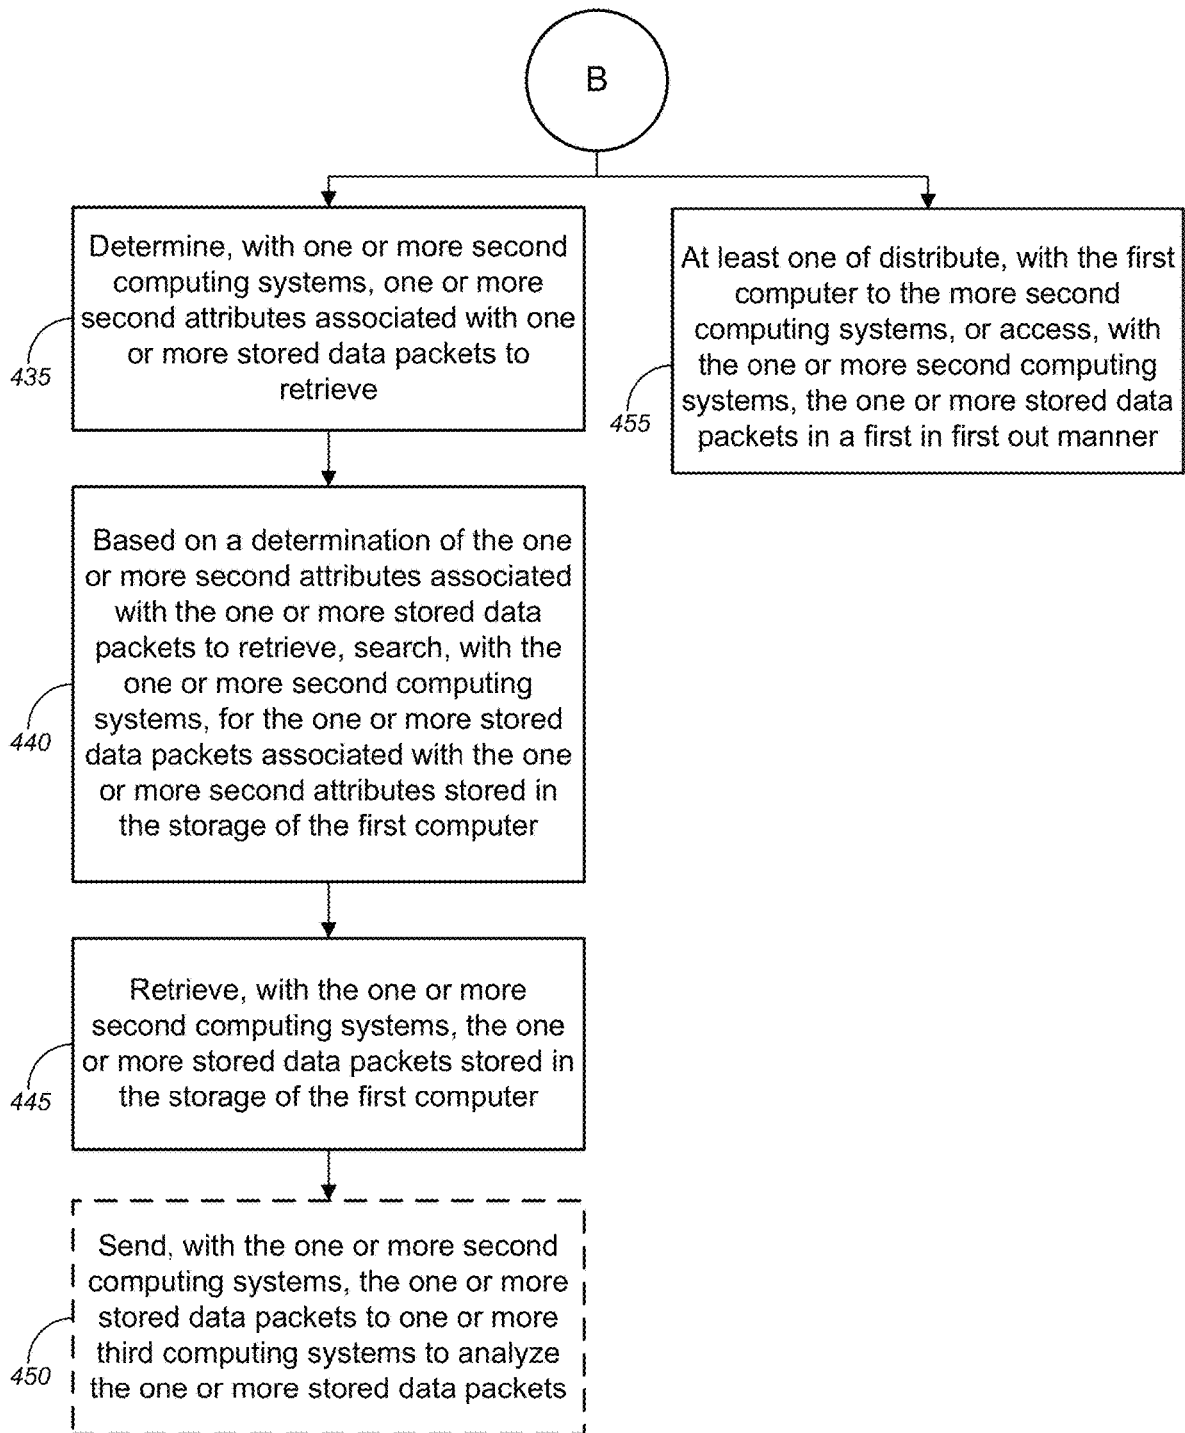 B
Determine, with one or more second
computing systems, one or more
second attributes associated with one
or more stored data packets to
retrieve
435
At least one of distribute, with the first
computer to the more second
computing systems, or access, with
the one or more second computing
systems, the one or more stored data
packets in a first in first out manner
455
Based on a determination of the one
or more second attributes associated
with the one or more stored data
packets to retrieve, search, with the
one or more second computing
systems, for the one or more stored
data packets associated with the one
or more second attributes stored in
the storage of the first computer
440
Retrieve, with the one or more
second computing systems, the one
or more stored data packets stored in
the storage of the first computer
445
Send, with the one or more second
computing systems, the one or more
stored data packets to one or more
third computing systems to analyze
the one or more stored data packets
450